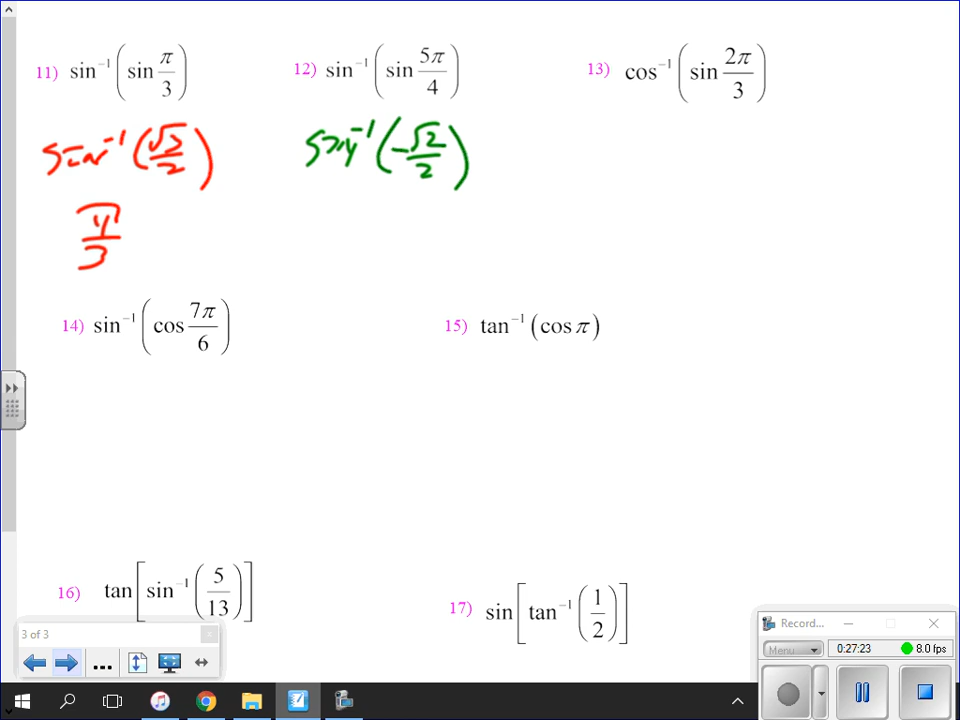 11) sin⁻¹(sin π/3) 12) sin⁻¹(sin 5π/4) 13) cos⁻¹(sin 2π/3)
sin⁻¹(√3/2) sin⁻¹(-√2/2)
π/3
14) sin⁻¹(cos 7π/6) 15) tan⁻¹(cos π)
16) tan[sin⁻¹(5/13)] 17) sin[tan⁻¹(1/2)]
3 of 3
Record...
Menu 0:27:23 8.0 fps